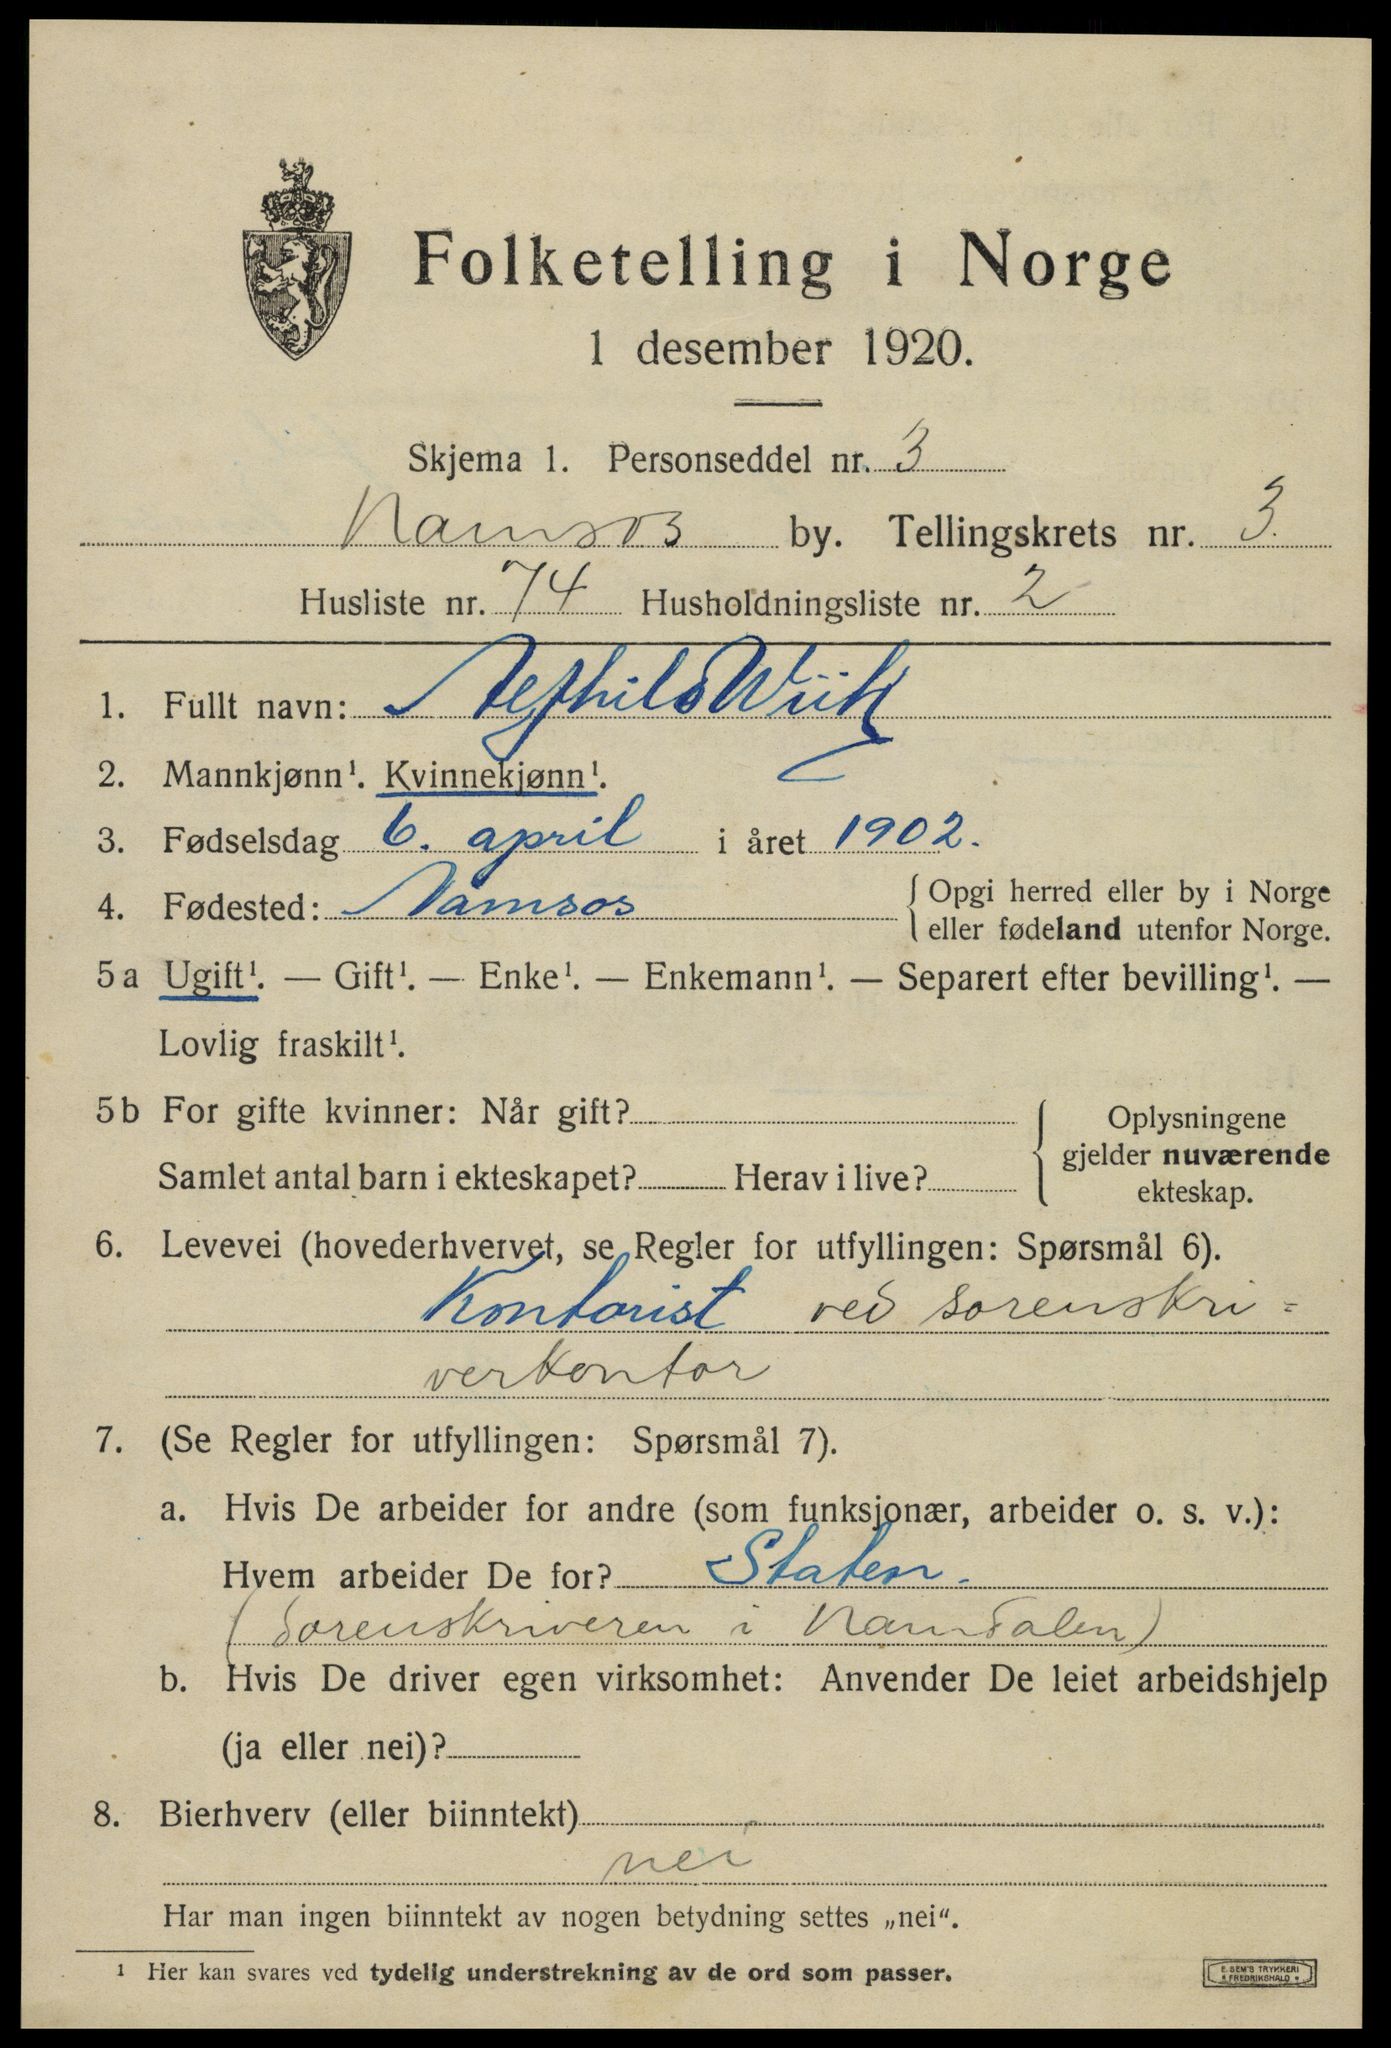 Folketelling i Norge
1 desember 1920.
Skjema 1. Personseddel nr. 3
Namsos by. Tellingskrets nr. 3.
Husliste nr. 74 Husholdningsliste nr. 2
1. Fullt navn: Wiik
2. Mannkjønn¹. Kvinnekjønn¹.
3. Fødselsdag 6. april i året 1902.
4. Fødested: Namsos { Opgi herred eller by i Norge
eller fødeland utenfor Norge.
5a Ugift¹. — Gift¹. — Enke¹. — Enkemann¹. — Separert efter bevilling¹. —
Lovlig fraskilt¹.
5b For gifte kvinner: Når gift? { Oplysningene
gjelder nuværende
Samlet antal barn i ekteskapet? Herav i live?
ekteskap.
6. Levevei (hovederhvervet, se Regler for utfyllingen: Spørsmål 6).
Kontorist ved sorenskri=
verkontor
7. (Se Regler for utfyllingen: Spørsmål 7).
a. Hvis De arbeider for andre (som funksjonær, arbeider o. s. v.):
Hvem arbeider De for? Staten.
(Sorenskriveren i Namdalen)
b. Hvis De driver egen virksomhet: Anvender De leiet arbeidshjelp
(ja eller nei)?
8. Bierhverv (eller biinntekt)
nei
Har man ingen biinntekt av nogen betydning settes „nei“.
¹ Her kan svares ved tydelig understrekning av de ord som passer.
E. SEM'S TRYKKERI
FREDRIKSHALD